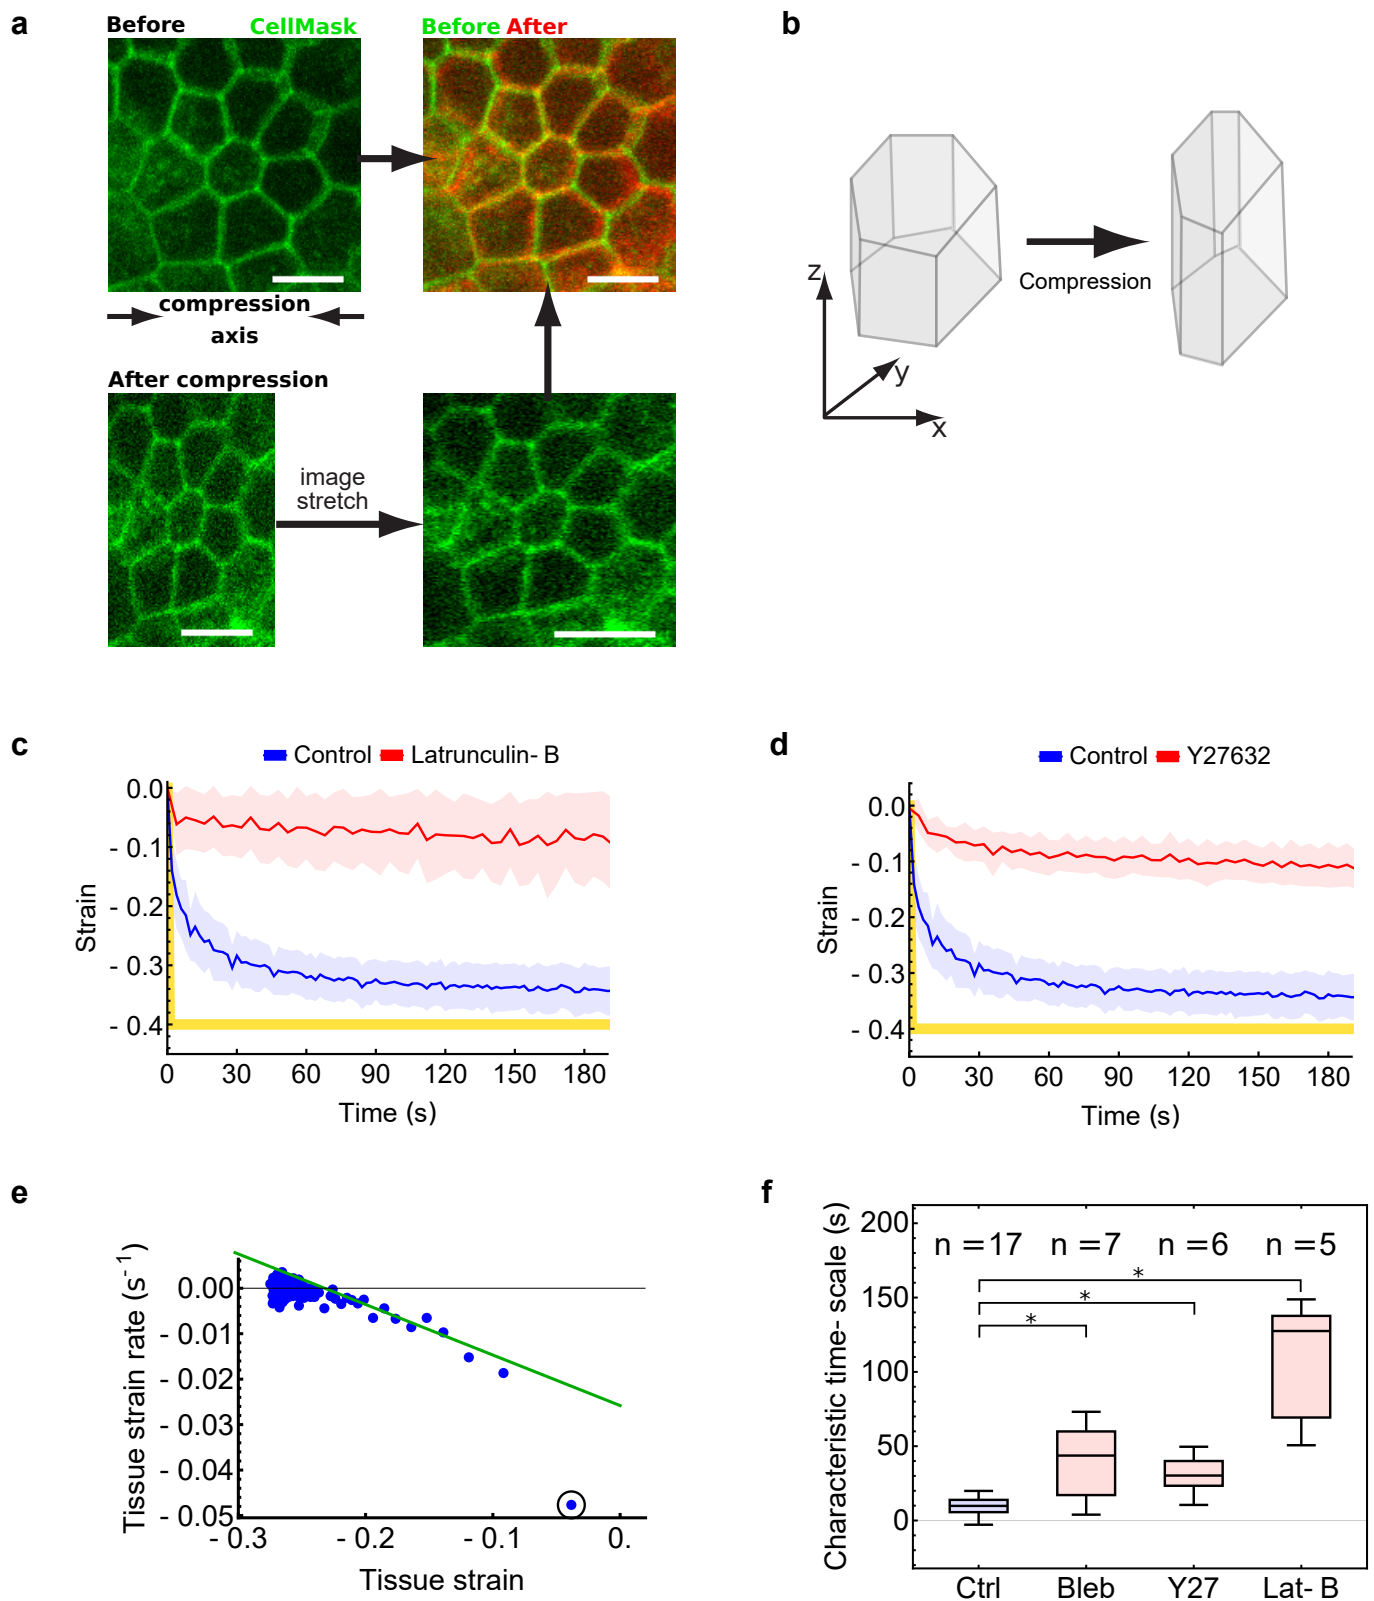 a
Before
CellMask
Before After
compression
axis
After compression
image
stretch
b
z
y
x
Compression
c
Control Latrunculin- B
0.0
- 0.1
- 0.2
- 0.3
- 0.4
Strain
0 30 60 90 120 150 180
Time (s)
d
Control Y27632
0.0
- 0.1
- 0.2
- 0.3
- 0.4
Strain
0 30 60 90 120 150 180
Time (s)
e
0.00
- 0.01
- 0.02
- 0.03
- 0.04
- 0.05
Tissue strain rate (s-1)
- 0.3 - 0.2 - 0.1 0.
Tissue strain
f
200
150
100
50
0
Characteristic time- scale (s)
n =17 n =7 n =6 n =5
*
*
*
Ctrl Bleb Y27 Lat- B